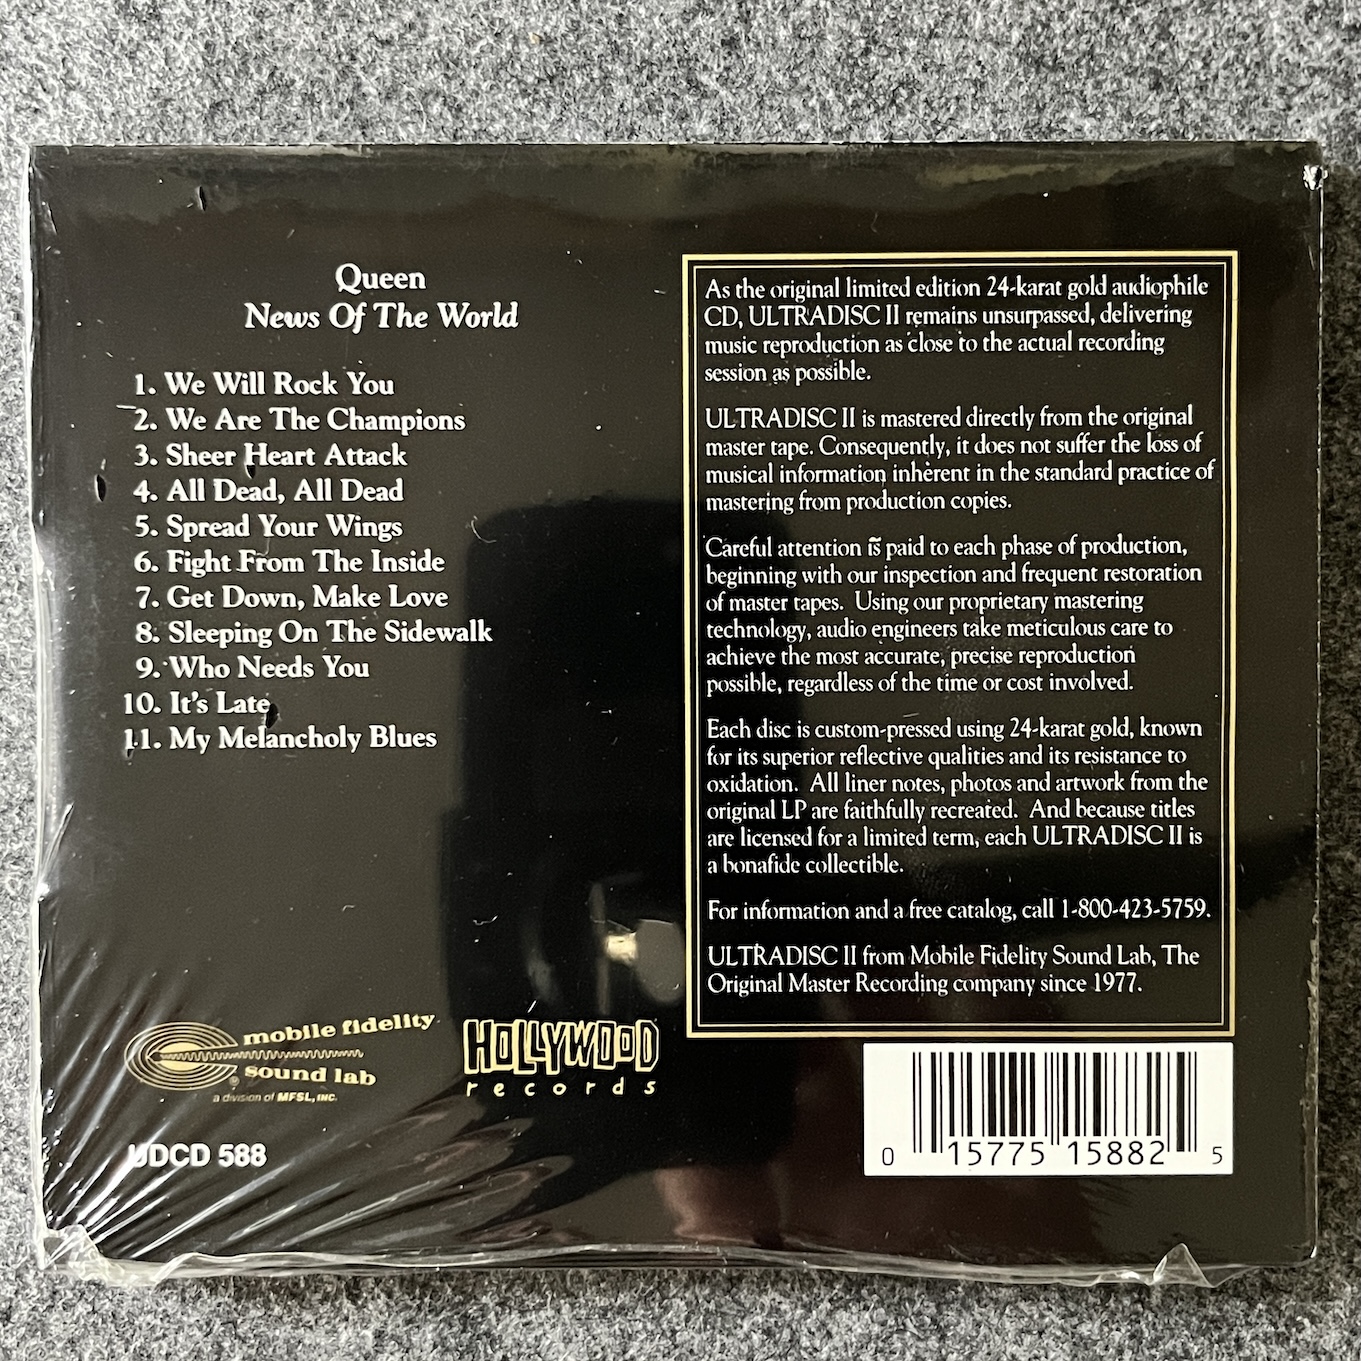 Queen
News Of The World
1. We Will Rock You
2. We Are The Champions
3. Sheer Heart Attack
4. All Dead, All Dead
5. Spread Your Wings
6. Fight From The Inside
7. Get Down, Make Love
8. Sleeping On The Sidewalk
9. Who Needs You
10. It's Late
11. My Melancholy Blues
As the original limited edition 24-karat gold audiophile
CD, ULTRADISC II remains unsurpassed, delivering
music reproduction as close to the actual recording
session as possible.
ULTRADISC II is mastered directly from the original
master tape. Consequently, it does not suffer the loss of
musical information inherent in the standard practice of
mastering from production copies.
Careful attention is paid to each phase of production,
beginning with our inspection and frequent restoration
of master tapes. Using our proprietary mastering
technology, audio engineers take meticulous care to
achieve the most accurate, precise reproduction
possible, regardless of the time or cost involved.
Each disc is custom-pressed using 24-karat gold, known
for its superior reflective qualities and its resistance to
oxidation. All liner notes, photos and artwork from the
original LP are faithfully recreated. And because titles
are licensed for a limited term, each ULTRADISC II is
a bonafide collectible.
For information and a free catalog, call 1-800-423-5759.
ULTRADISC II from Mobile Fidelity Sound Lab, The
Original Master Recording company since 1977.
mobile fidelity
® sound lab
a division of MFSL, INC.
HOLLYWOOD
records
UDCD 588
0 15775 15882 5